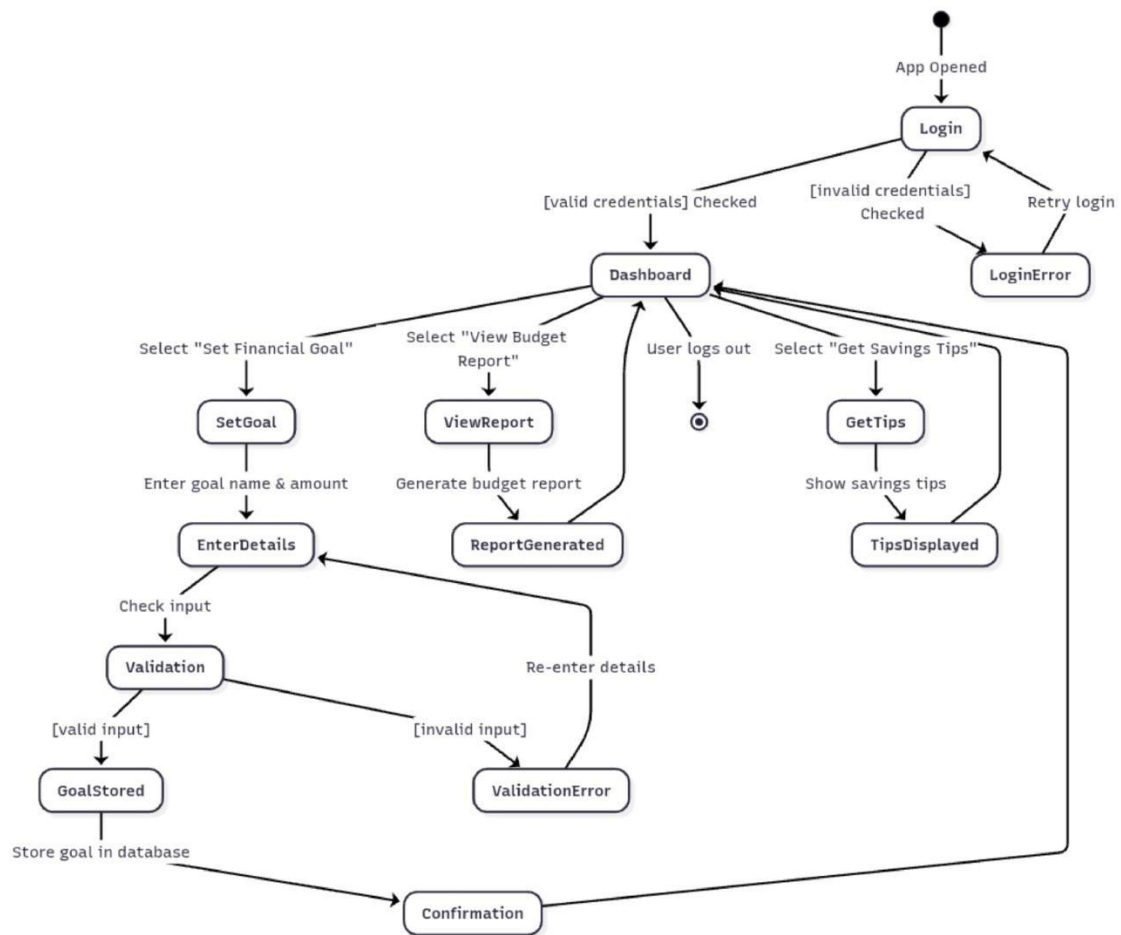 App Opened
Login
[valid credentials] Checked
[invalid credentials]
Checked
Retry login
Dashboard
LoginError
Select "Set Financial Goal"
Select "View Budget
Report"
User logs out
Select "Get Savings Tips"
SetGoal
ViewReport
GetTips
Enter goal name & amount
Generate budget report
Show savings tips
EnterDetails
ReportGenerated
TipsDisplayed
Check input
Validation
Re-enter details
[valid input]
[invalid input]
GoalStored
ValidationError
Store goal in database
Confirmation